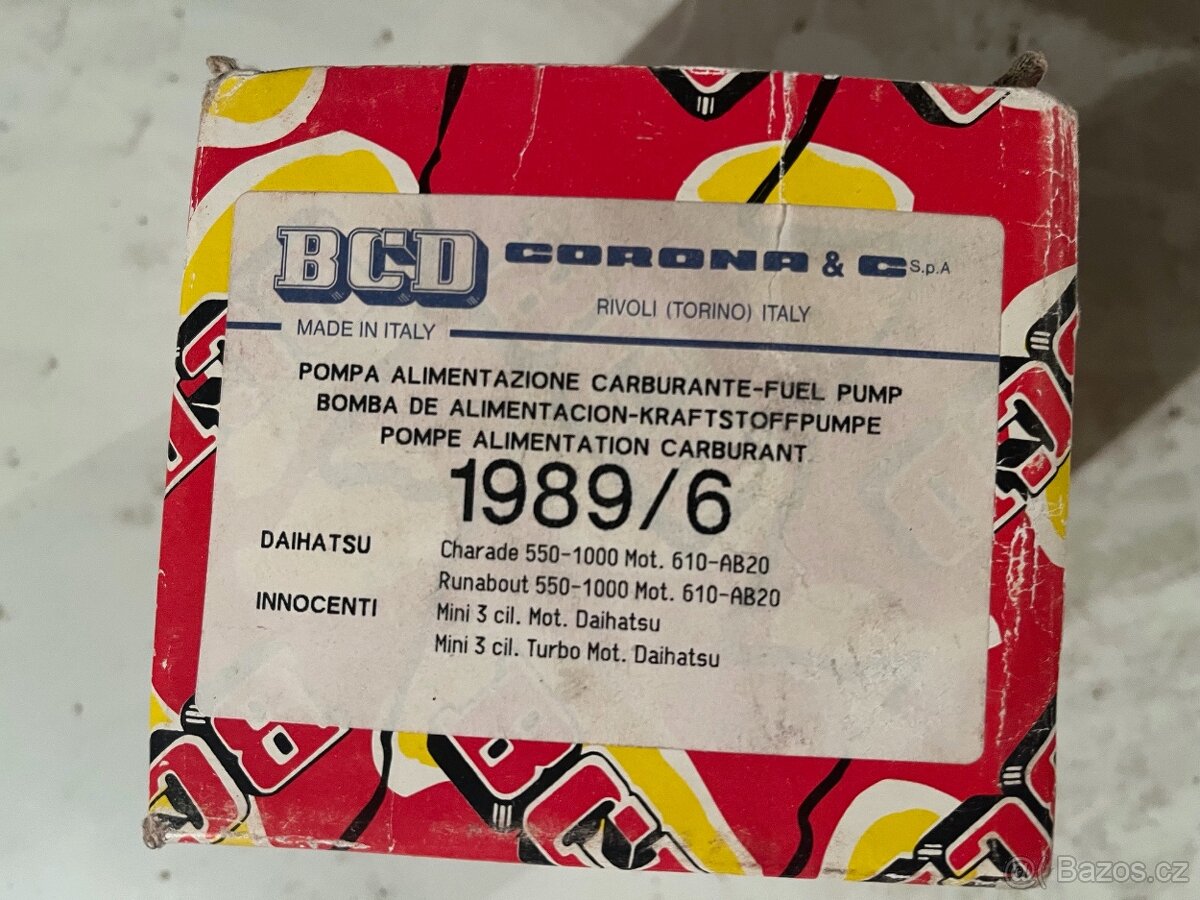 BCD CORONA & C S.p.A
RIVOLI (TORINO) ITALY
MADE IN ITALY
POMPA ALIMENTAZIONE CARBURANTE-FUEL PUMP
BOMBA DE ALIMENTACION-KRAFTSTOFFPUMPE
POMPE ALIMENTATION CARBURANT
1989/6
DAIHATSU Charade 550-1000 Mot. 610-AB20
Runabout 550-1000 Mot. 610-AB20
INNOCENTI Mini 3 cil. Mot. Daihatsu
Mini 3 cil. Turbo Mot. Daihatsu
Bazos.cz